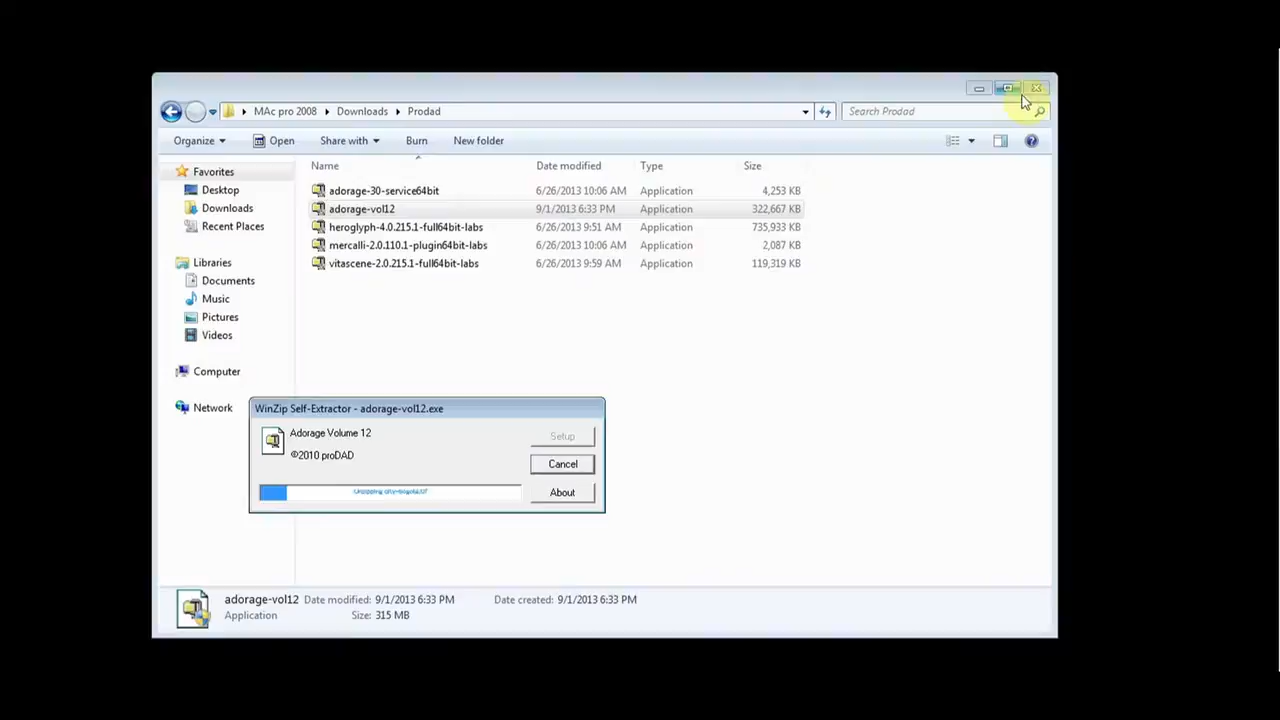 MAc pro 2008 Downloads Prodad
Search Prodad
Organize Open Share with Burn New folder
Name Date modified Type Size
Favorites
Desktop
Downloads
Recent Places
Libraries
Documents
Music
Pictures
Videos
Computer
Network
adorage-30-service64bit 6/26/2013 10:06 AM Application 4,253 KB
adorage-vol12 9/1/2013 6:33 PM Application 322,667 KB
heroglyph-4.0.215.1-full64bit-labs 6/26/2013 9:51 AM Application 735,933 KB
mercalli-2.0.110.1-plugin64bit-labs 6/26/2013 10:06 AM Application 2,087 KB
vitascene-2.0.215.1-full64bit-labs 6/26/2013 9:59 AM Application 119,319 KB
WinZip Self-Extractor - adorage-vol12.exe
Adorage Volume 12
©2010 proDAD
Setup
Cancel
About
Unzipping
adorage-vol12 Date modified: 9/1/2013 6:33 PM Date created: 9/1/2013 6:33 PM
Application Size: 315 MB